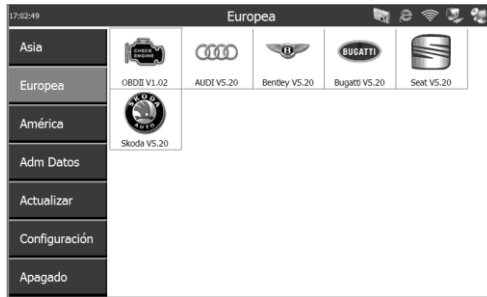 17:02:49
Europea
Asia
Europea
América
Adm Datos
Actualizar
Configuración
Apagado
CHECK
ENGINE
OBDII V1.02
AUDI V5.20
B
Bentley V5.20
BUGATTI
Bugatti V5.20
Seat V5.20
SKODA
AUTO
Skoda V5.20